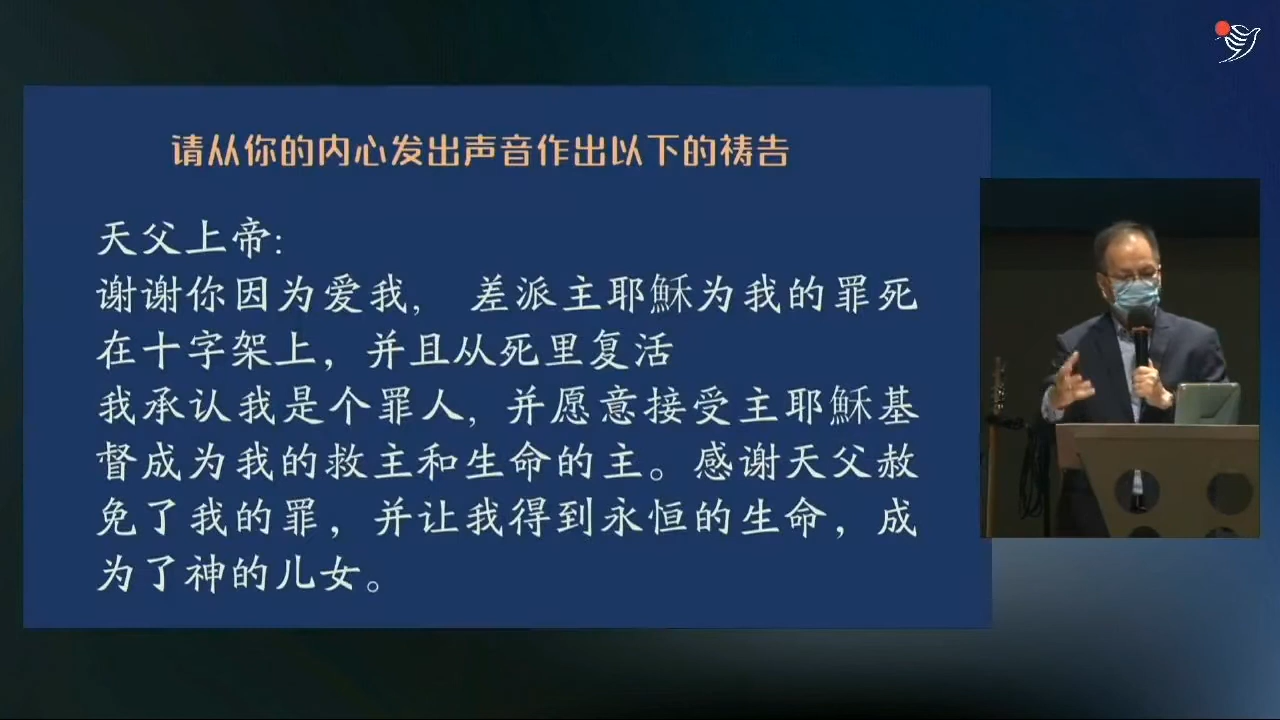 请从你的内心发出声音作出以下的祷告
天父上帝:
谢谢你因为爱我, 差派主耶穌为我的罪死
在十字架上，并且从死里复活
我承认我是个罪人, 并愿意接受主耶穌基
督成为我的救主和生命的主。感谢天父赦
免了我的罪，并让我得到永恒的生命，成
为了神的儿女。